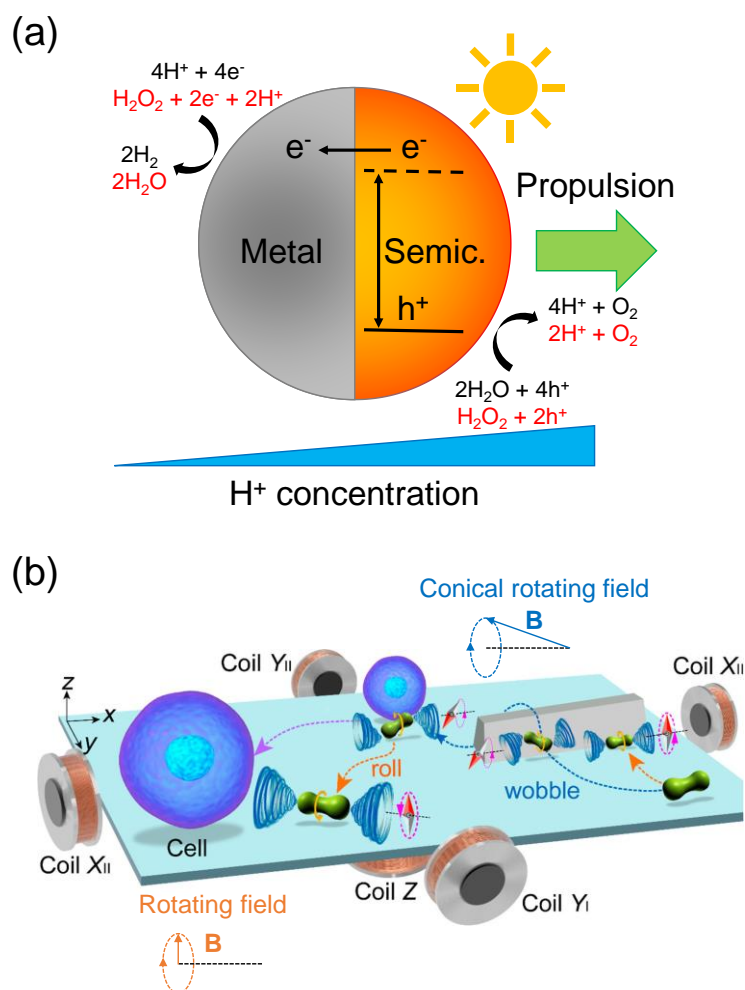 (a)
4H⁺ + 4e⁻
H₂O₂ + 2e⁻ + 2H⁺
2H₂
2H₂O
e⁻
e⁻
Propulsion
Metal
Semic.
h⁺
4H⁺ + O₂
2H⁺ + O₂
2H₂O + 4h⁺
H₂O₂ + 2h⁺
H⁺ concentration
(b)
Conical rotating field
B
Coil Y_II
Coil X_II
z
x
y
roll
wobble
Cell
Coil X_II
Coil Z
Coil Y_I
Rotating field
B